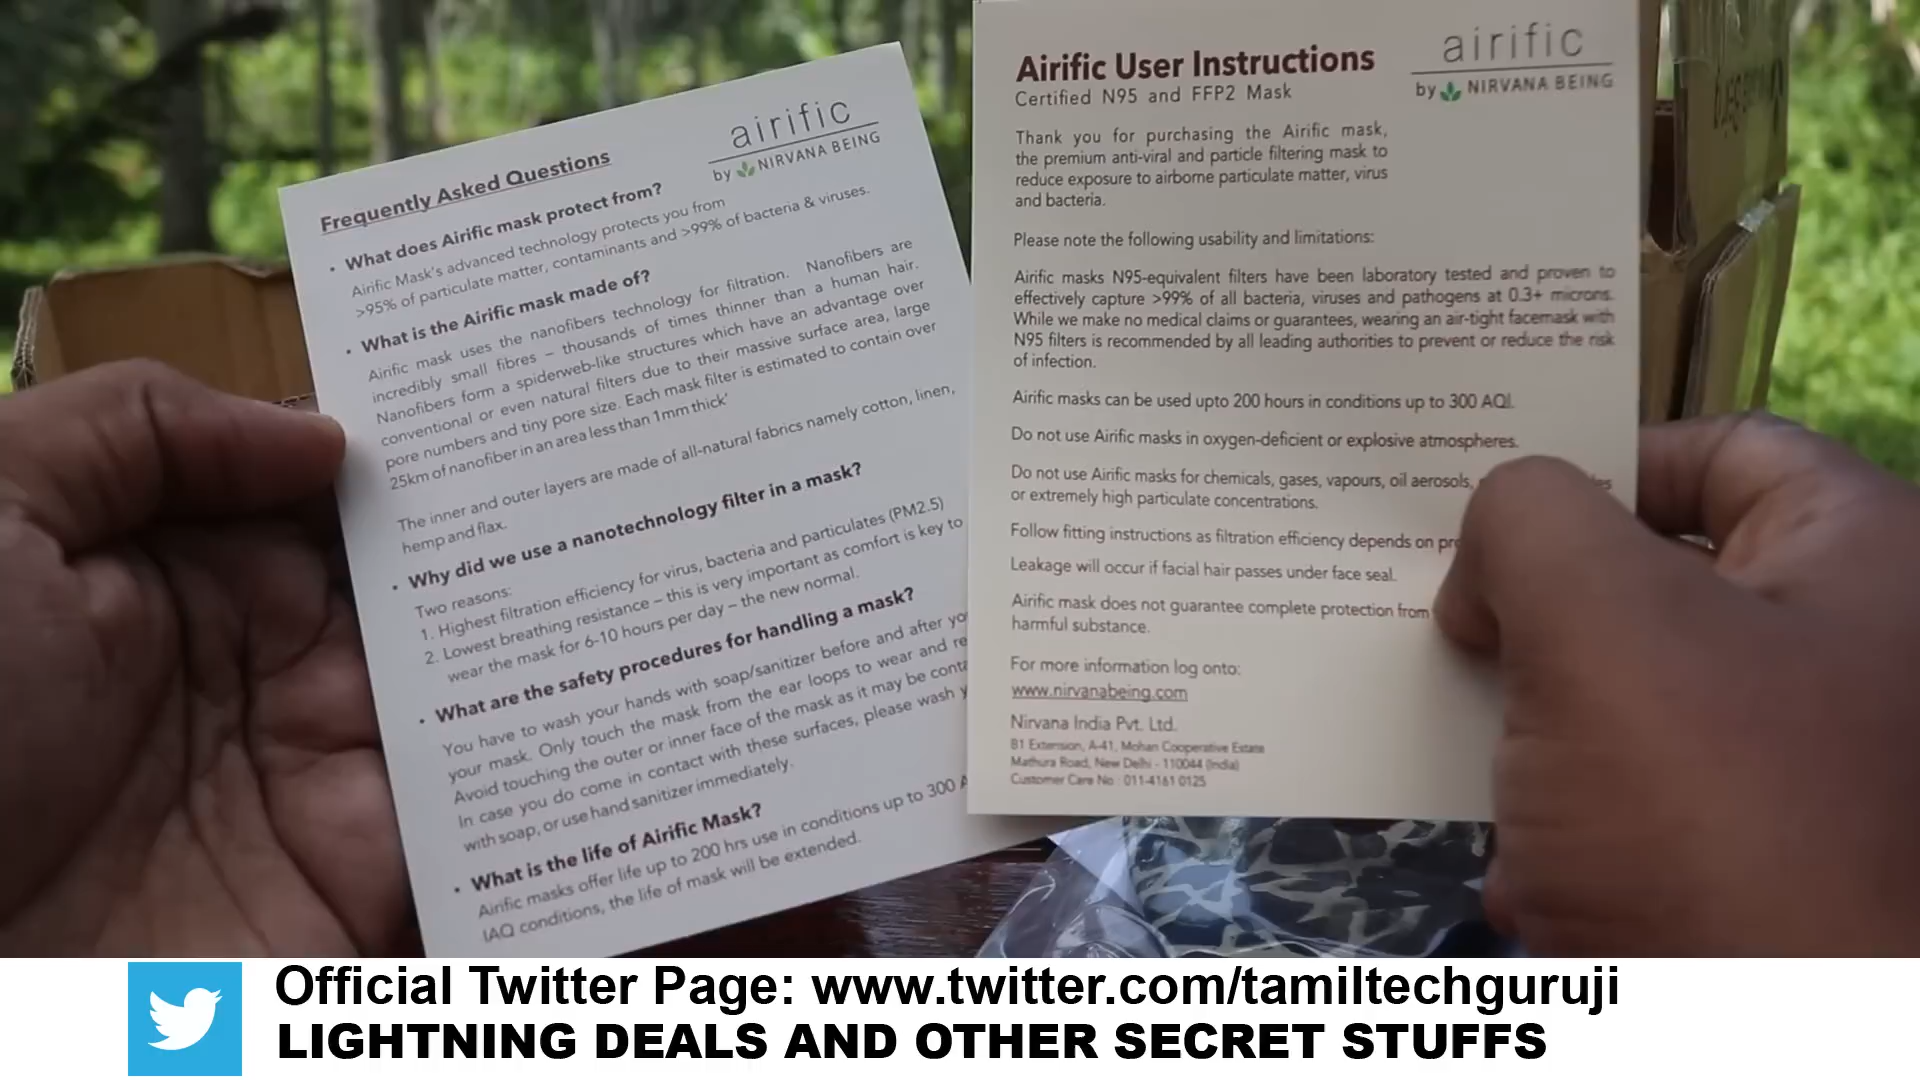 airific
by NIRVANA BEING
Frequently Asked Questions
• What does Airific mask protect from?
Airific Mask's advanced technology protects you from
>95% of particulate matter, contaminants and >99% of bacteria & viruses.
• What is the Airific mask made of?
Airific mask uses the nanofibers technology for filtration. Nanofibers are
incredibly small fibres – thousands of times thinner than a human hair.
Nanofibers form a spiderweb-like structures which have an advantage over
conventional or even natural filters due to their massive surface area, large
pore numbers and tiny pore size. Each mask filter is estimated to contain over
25km of nanofiber in an area less than 1mm thick'
The inner and outer layers are made of all-natural fabrics namely cotton, linen,
hemp and flax.
• Why did we use a nanotechnology filter in a mask?
Two reasons:
1. Highest filtration efficiency for virus, bacteria and particulates (PM2.5)
2. Lowest breathing resistance – this is very important as comfort is key to
wear the mask for 6-10 hours per day – the new normal.
• What are the safety procedures for handling a mask?
You have to wash your hands with soap/sanitizer before and after
your mask. Only touch the mask from the ear loops to wear and
Avoid touching the outer or inner face of the mask as it may be
In case you do come in contact with these surfaces, please wash
with soap, or use hand sanitizer immediately.
• What is the life of Airific Mask?
Airific masks offer life up to 200 hrs use in conditions up to 300
IAQ conditions, the life of mask will be extended.
Airific User Instructions
Certified N95 and FFP2 Mask
airific
by NIRVANA BEING
Thank you for purchasing the Airific mask,
the premium anti-viral and particle filtering mask to
reduce exposure to airborne particulate matter, virus
and bacteria.
Please note the following usability and limitations:
Airific masks N95-equivalent filters have been laboratory tested and proven to
effectively capture >99% of all bacteria, viruses and pathogens at 0.3+ microns.
While we make no medical claims or guarantees, wearing an air-tight facemask with
N95 filters is recommended by all leading authorities to prevent or reduce the risk
of infection.
Airific masks can be used upto 200 hours in conditions up to 300 AQI.
Do not use Airific masks in oxygen-deficient or explosive atmospheres.
Do not use Airific masks for chemicals, gases, vapours, oil aerosols,
or extremely high particulate concentrations.
Follow fitting instructions as filtration efficiency depends on
Leakage will occur if facial hair passes under face seal.
Airific mask does not guarantee complete protection from
harmful substance.
For more information log onto:
www.nirvanabeing.com
Nirvana India Pvt. Ltd.
B1 Extension, A-41, Mohan Cooperative Estate
Mathura Road, New Delhi - 110044 (India)
Customer Care No : 011-4161 0125
Official Twitter Page: www.twitter.com/tamiltechguruji
LIGHTNING DEALS AND OTHER SECRET STUFFS